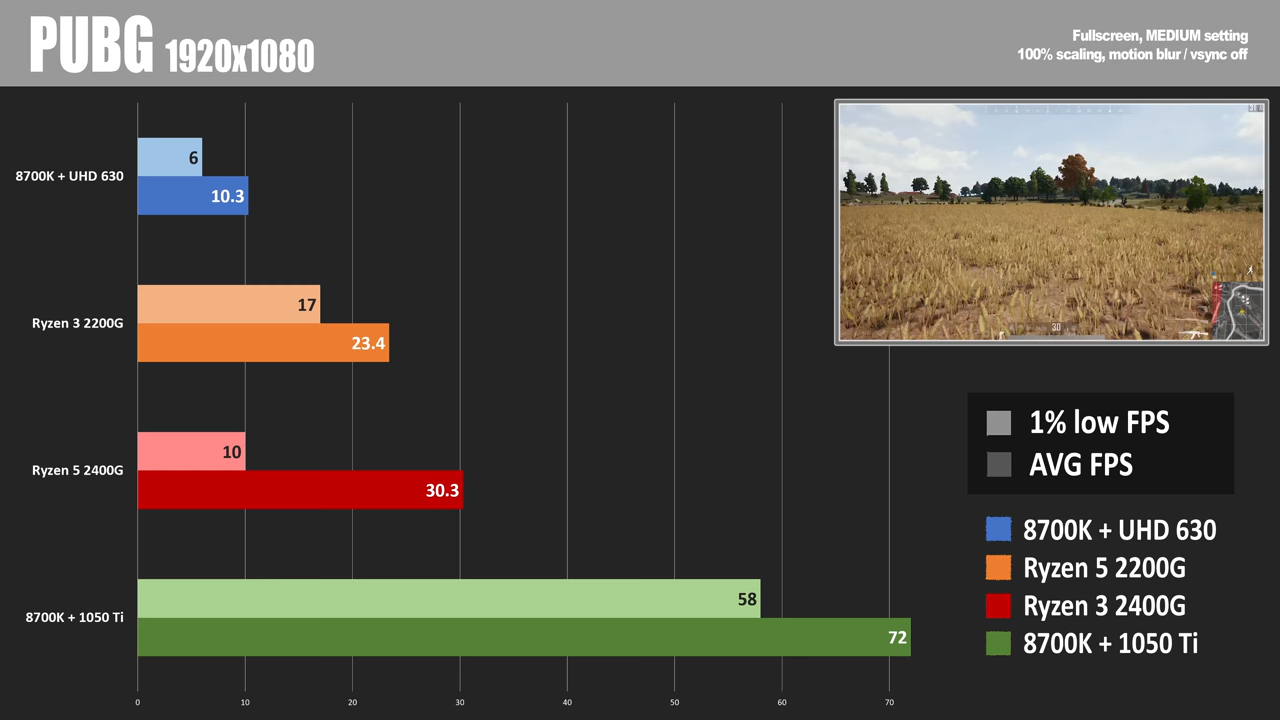 PUBG 1920x1080
Fullscreen, MEDIUM setting
100% scaling, motion blur / vsync off
8700K + UHD 630
6
10.3
Ryzen 3 2200G
17
23.4
Ryzen 5 2400G
10
30.3
8700K + 1050 Ti
58
72
0 10 20 30 40 50 60 70
30
1% low FPS
AVG FPS
8700K + UHD 630
Ryzen 5 2200G
Ryzen 3 2400G
8700K + 1050 Ti